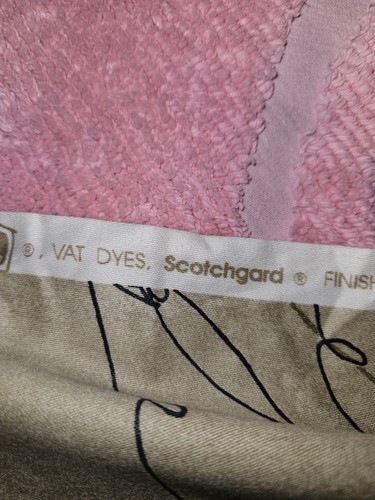 ®, VAT DYES, Scotchgard ® FINISH